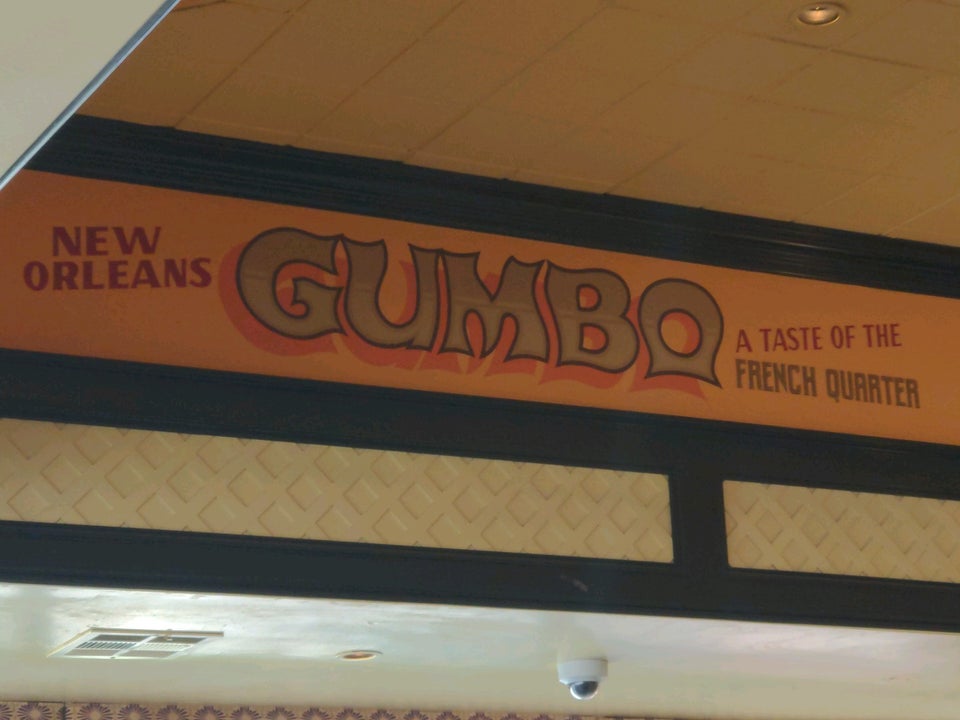 NEW
ORLEANS
GUMBO
A TASTE OF THE
FRENCH QUARTER